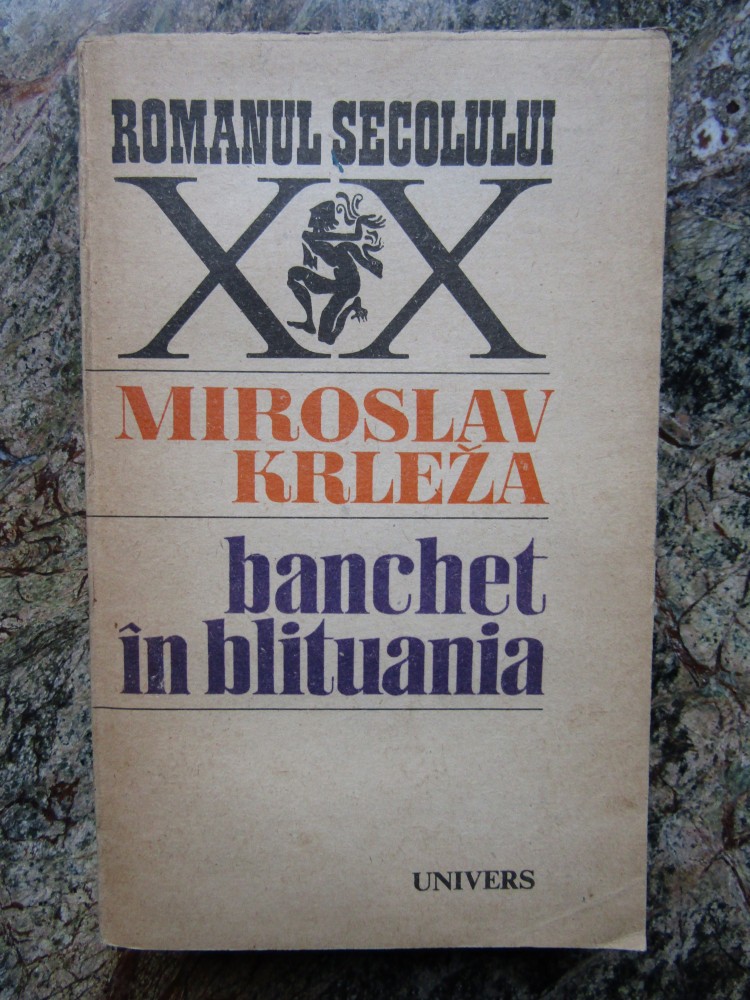 ROMANUL SECOLULUI
XX
MIROSLAV
KRLEŽA
banchet
în blituania
UNIVERS